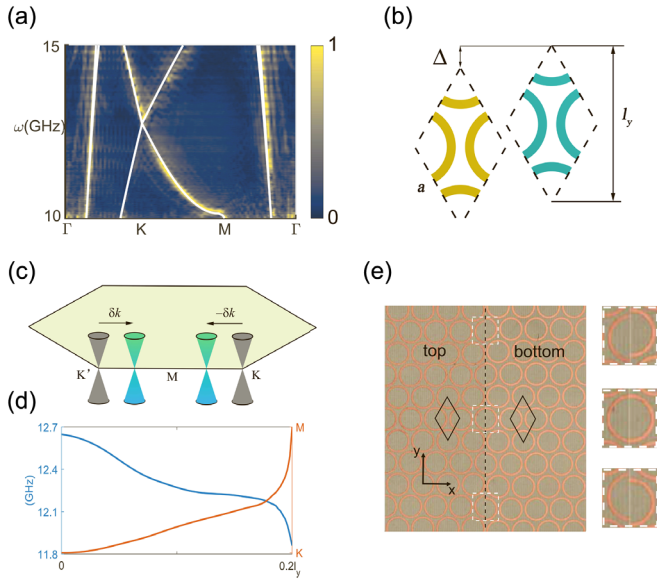 (a)
15
ω(GHz)
10
Γ
K
M
Γ
1
0
(b)
Δ
l_y
a
(c)
δk
−δk
K'
M
K
(d)
12.7
12.4
12.1
11.8
(GHz)
M
K
0
0.2l_y
(e)
top
bottom
y
x